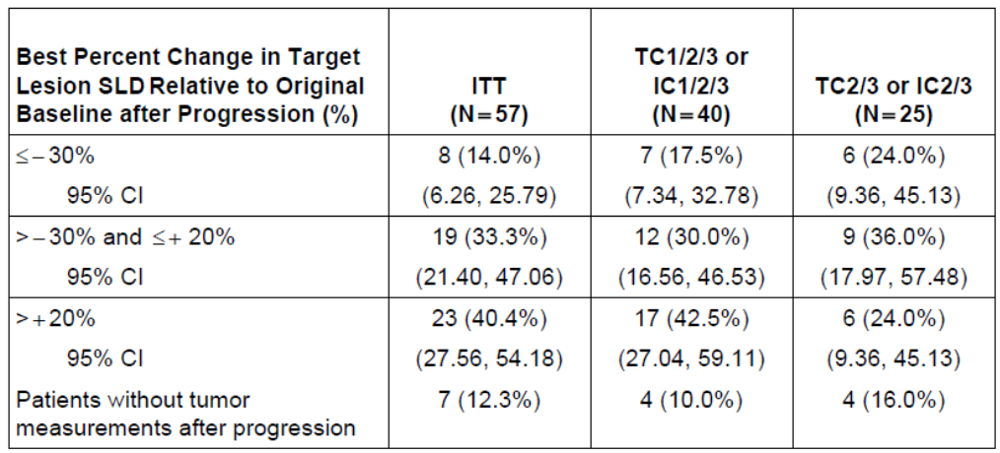 Best Percent Change in Target Lesion SLD Relative to Original Baseline after Progression (%) ITT (N=57) TC1/2/3 or IC1/2/3 (N=40) TC2/3 or IC2/3 (N=25)
≤−30% 8 (14.0%) 7 (17.5%) 6 (24.0%)
95% CI (6.26, 25.79) (7.34, 32.78) (9.36, 45.13)
>−30% and ≤+20% 19 (33.3%) 12 (30.0%) 9 (36.0%)
95% CI (21.40, 47.06) (16.56, 46.53) (17.97, 57.48)
>+20% 23 (40.4%) 17 (42.5%) 6 (24.0%)
95% CI (27.56, 54.18) (27.04, 59.11) (9.36, 45.13)
Patients without tumor measurements after progression 7 (12.3%) 4 (10.0%) 4 (16.0%)